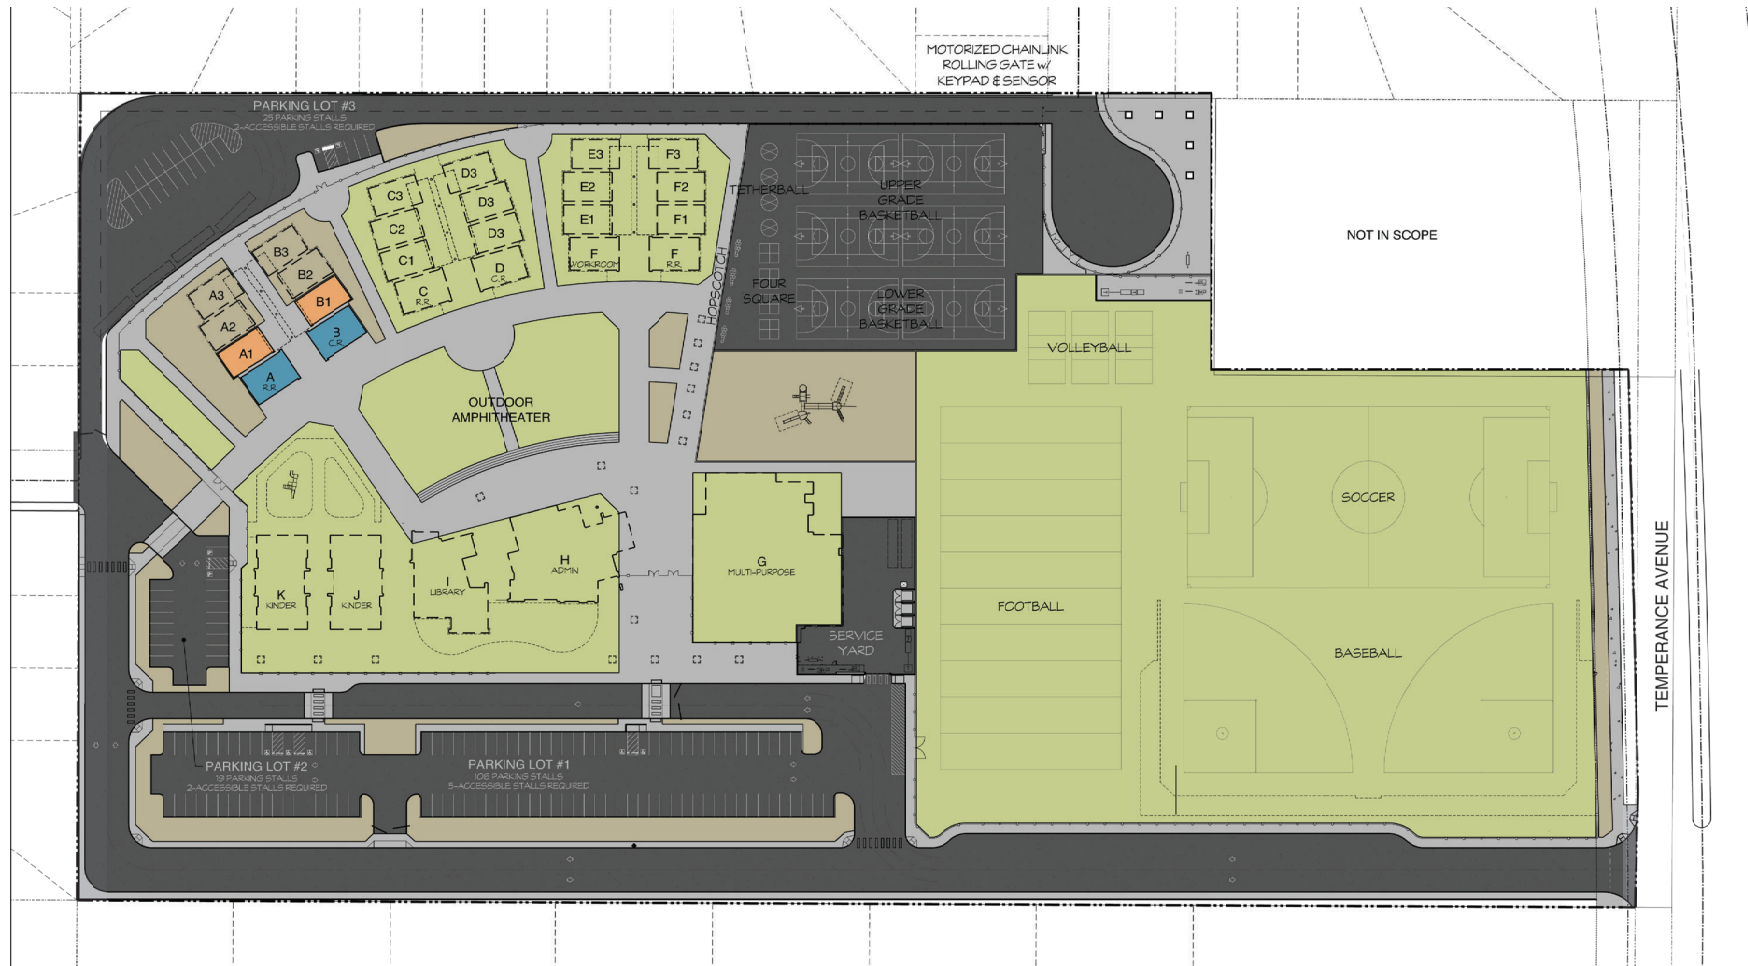 MOTORIZED CHAINLINK
ROLLING GATE w/
KEYPAD & SENSOR
PARKING LOT #3
25 PARKING STALLS
2-ACCESSIBLE STALLS REQUIRED
NOT IN SCOPE
E3
F3
E2
F2
E1
F1
F
WORKROOM
F
R.R.
D3
D3
D3
D
C.R.
C3
C2
C1
C
R.R.
B3
B2
B1
B
C.R.
A3
A2
A1
A
R.R.
TETHERBALL
UPPER
GRADE
BASKETBALL
HOPSCOTCH
FOUR
SQUARE
LOWER
GRADE
BASKETBALL
VOLLEYBALL
OUTDOOR
AMPHITHEATER
SOCCER
FOOTBALL
BASEBALL
TEMPERANCE AVENUE
K
KINDER
J
KINDER
I
LIBRARY
H
ADMIN
G
MULTI-PURPOSE
SERVICE
YARD
PARKING LOT #2
19 PARKING STALLS
2-ACCESSIBLE STALLS REQUIRED
PARKING LOT #1
106 PARKING STALLS
5-ACCESSIBLE STALLS REQUIRED